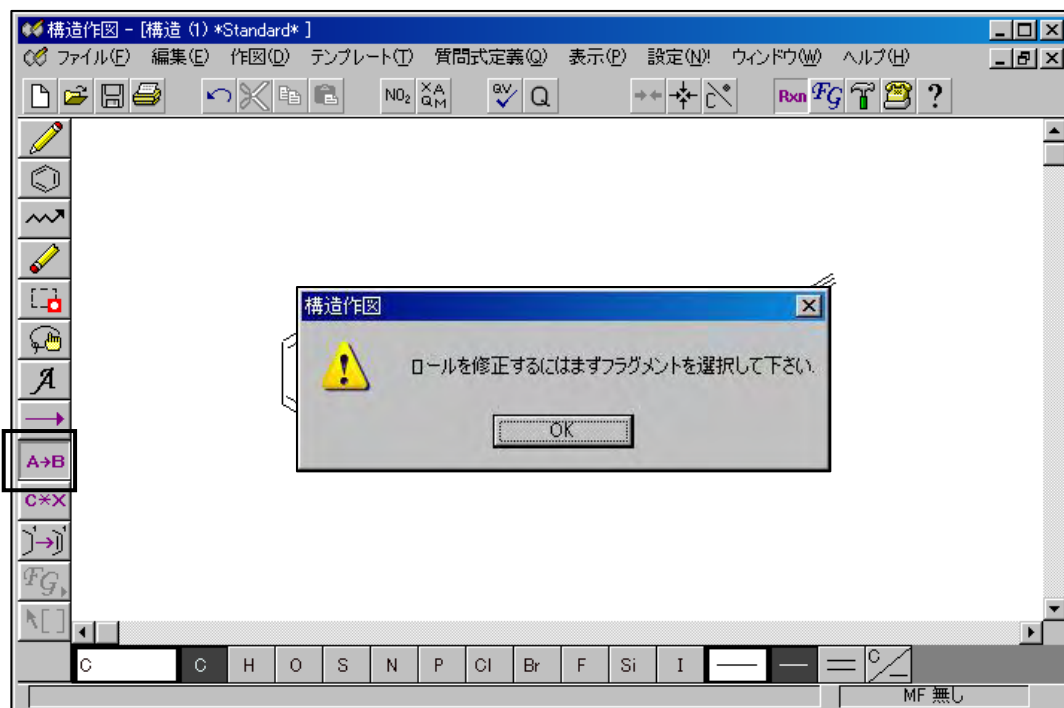 構造作図 - [構造 (1) *Standard* ]
ファイル(F) 編集(E) 作図(D) テンプレート(T) 質問式定義(Q) 表示(P) 設定(N)! ウィンドウ(W) ヘルプ(H)
NO₂ XA QM QV Q C Rxn FG ?
構造作図
ロールを修正するにはまずフラグメントを選択して下さい.
OK
A
A→B
C✳X
FG
C C H O S N P Cl Br F Si I C
MF 無し